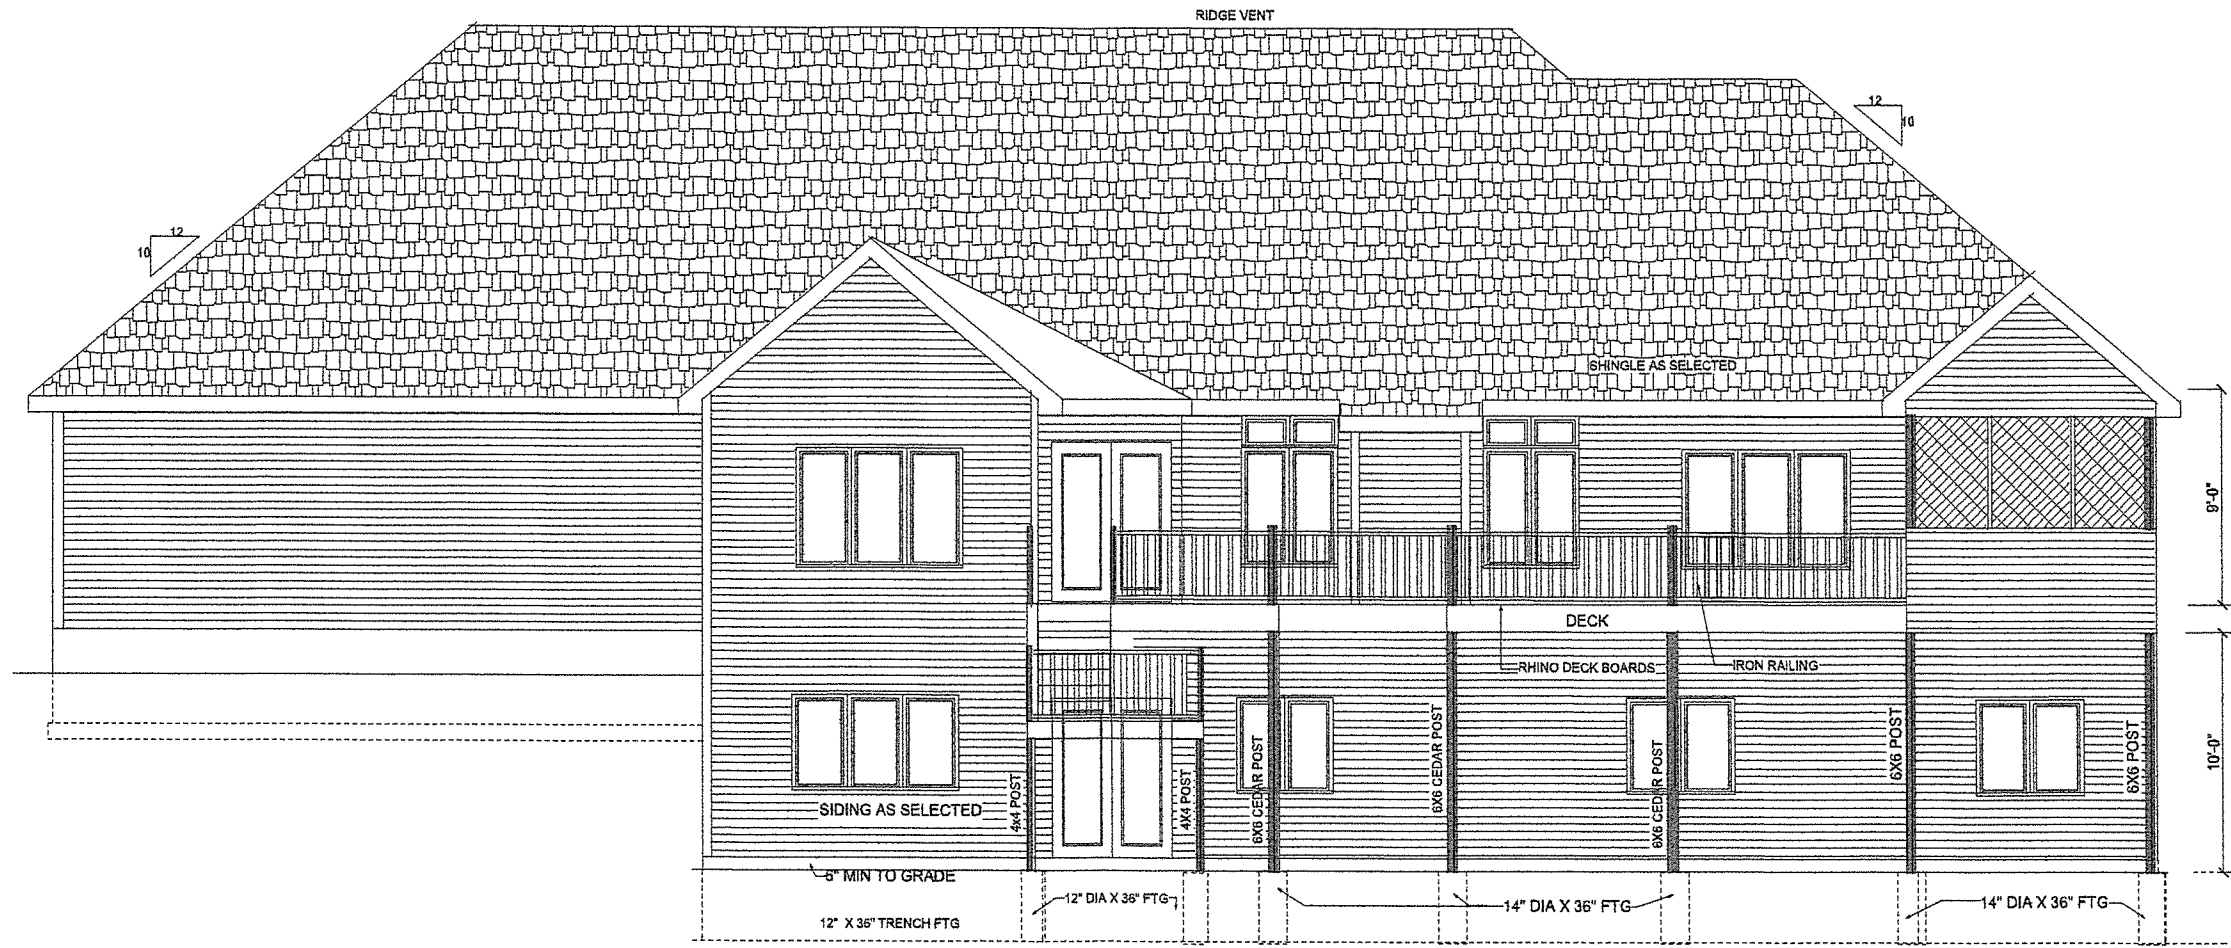 RIDGE VENT
12
10
12
10
SHINGLE AS SELECTED
9'-0"
DECK
RHINO DECK BOARDS
IRON RAILING
10'-0"
SIDING AS SELECTED
4x4 POST
4X4 POST
6X6 CEDAR POST
6X6 CEDAR POST
6X6 CEDAR POST
6X6 POST
6X6 POST
6" MIN TO GRADE
12" DIA X 36" FTG
14" DIA X 36" FTG
14" DIA X 36" FTG
12" X 36" TRENCH FTG